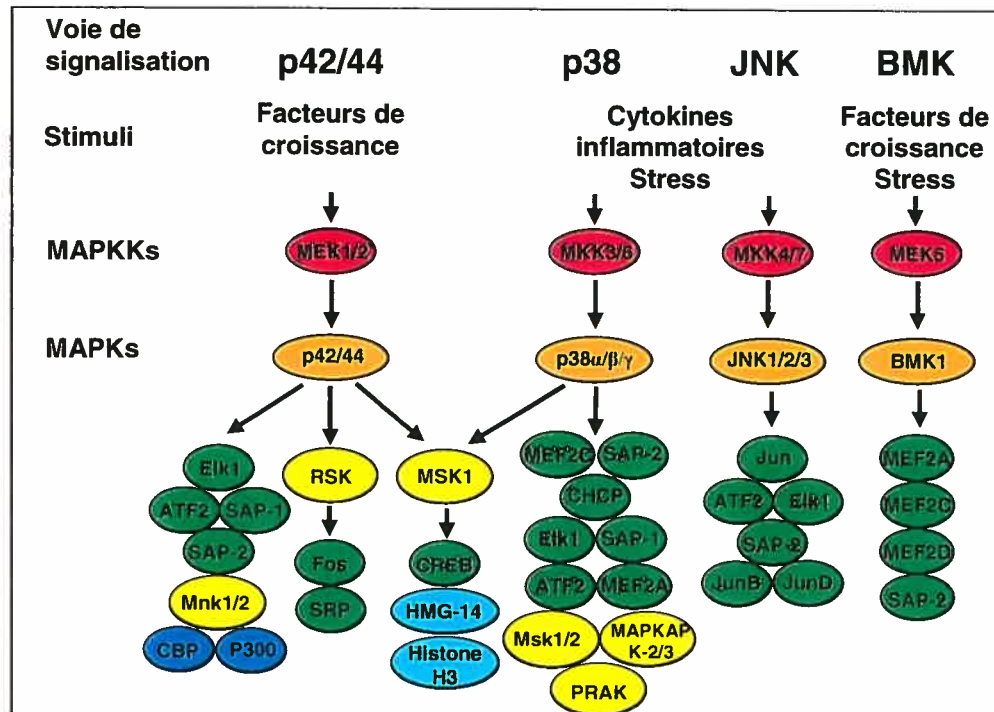 Voie de
signalisation
p42/44
p38
JNK
BMK
Stimuli
Facteurs de
croissance
Cytokines
inflammatoires
Stress
Facteurs de
croissance
Stress
MAPKKs
MEK1/2
MKK3/6
MKK4/7
MEK5
MAPKs
p42/44
p38α/β/γ
JNK1/2/3
BMK1
Elk1
ATF2
SAP-1
SAP-2
Mnk1/2
CBP
P300
RSK
Fos
SRP
MSK1
CREB
HMG-14
Histone
H3
MEF2C
SAP-2
CHCP
Elk1
SAP-1
ATF2
MEF2A
Msk1/2
MAPKAP
K-2/3
PRAK
Jun
ATF2
Elk1
SAP-2
JunB
JunD
MEF2A
MEF2C
MEF2D
SAP-2